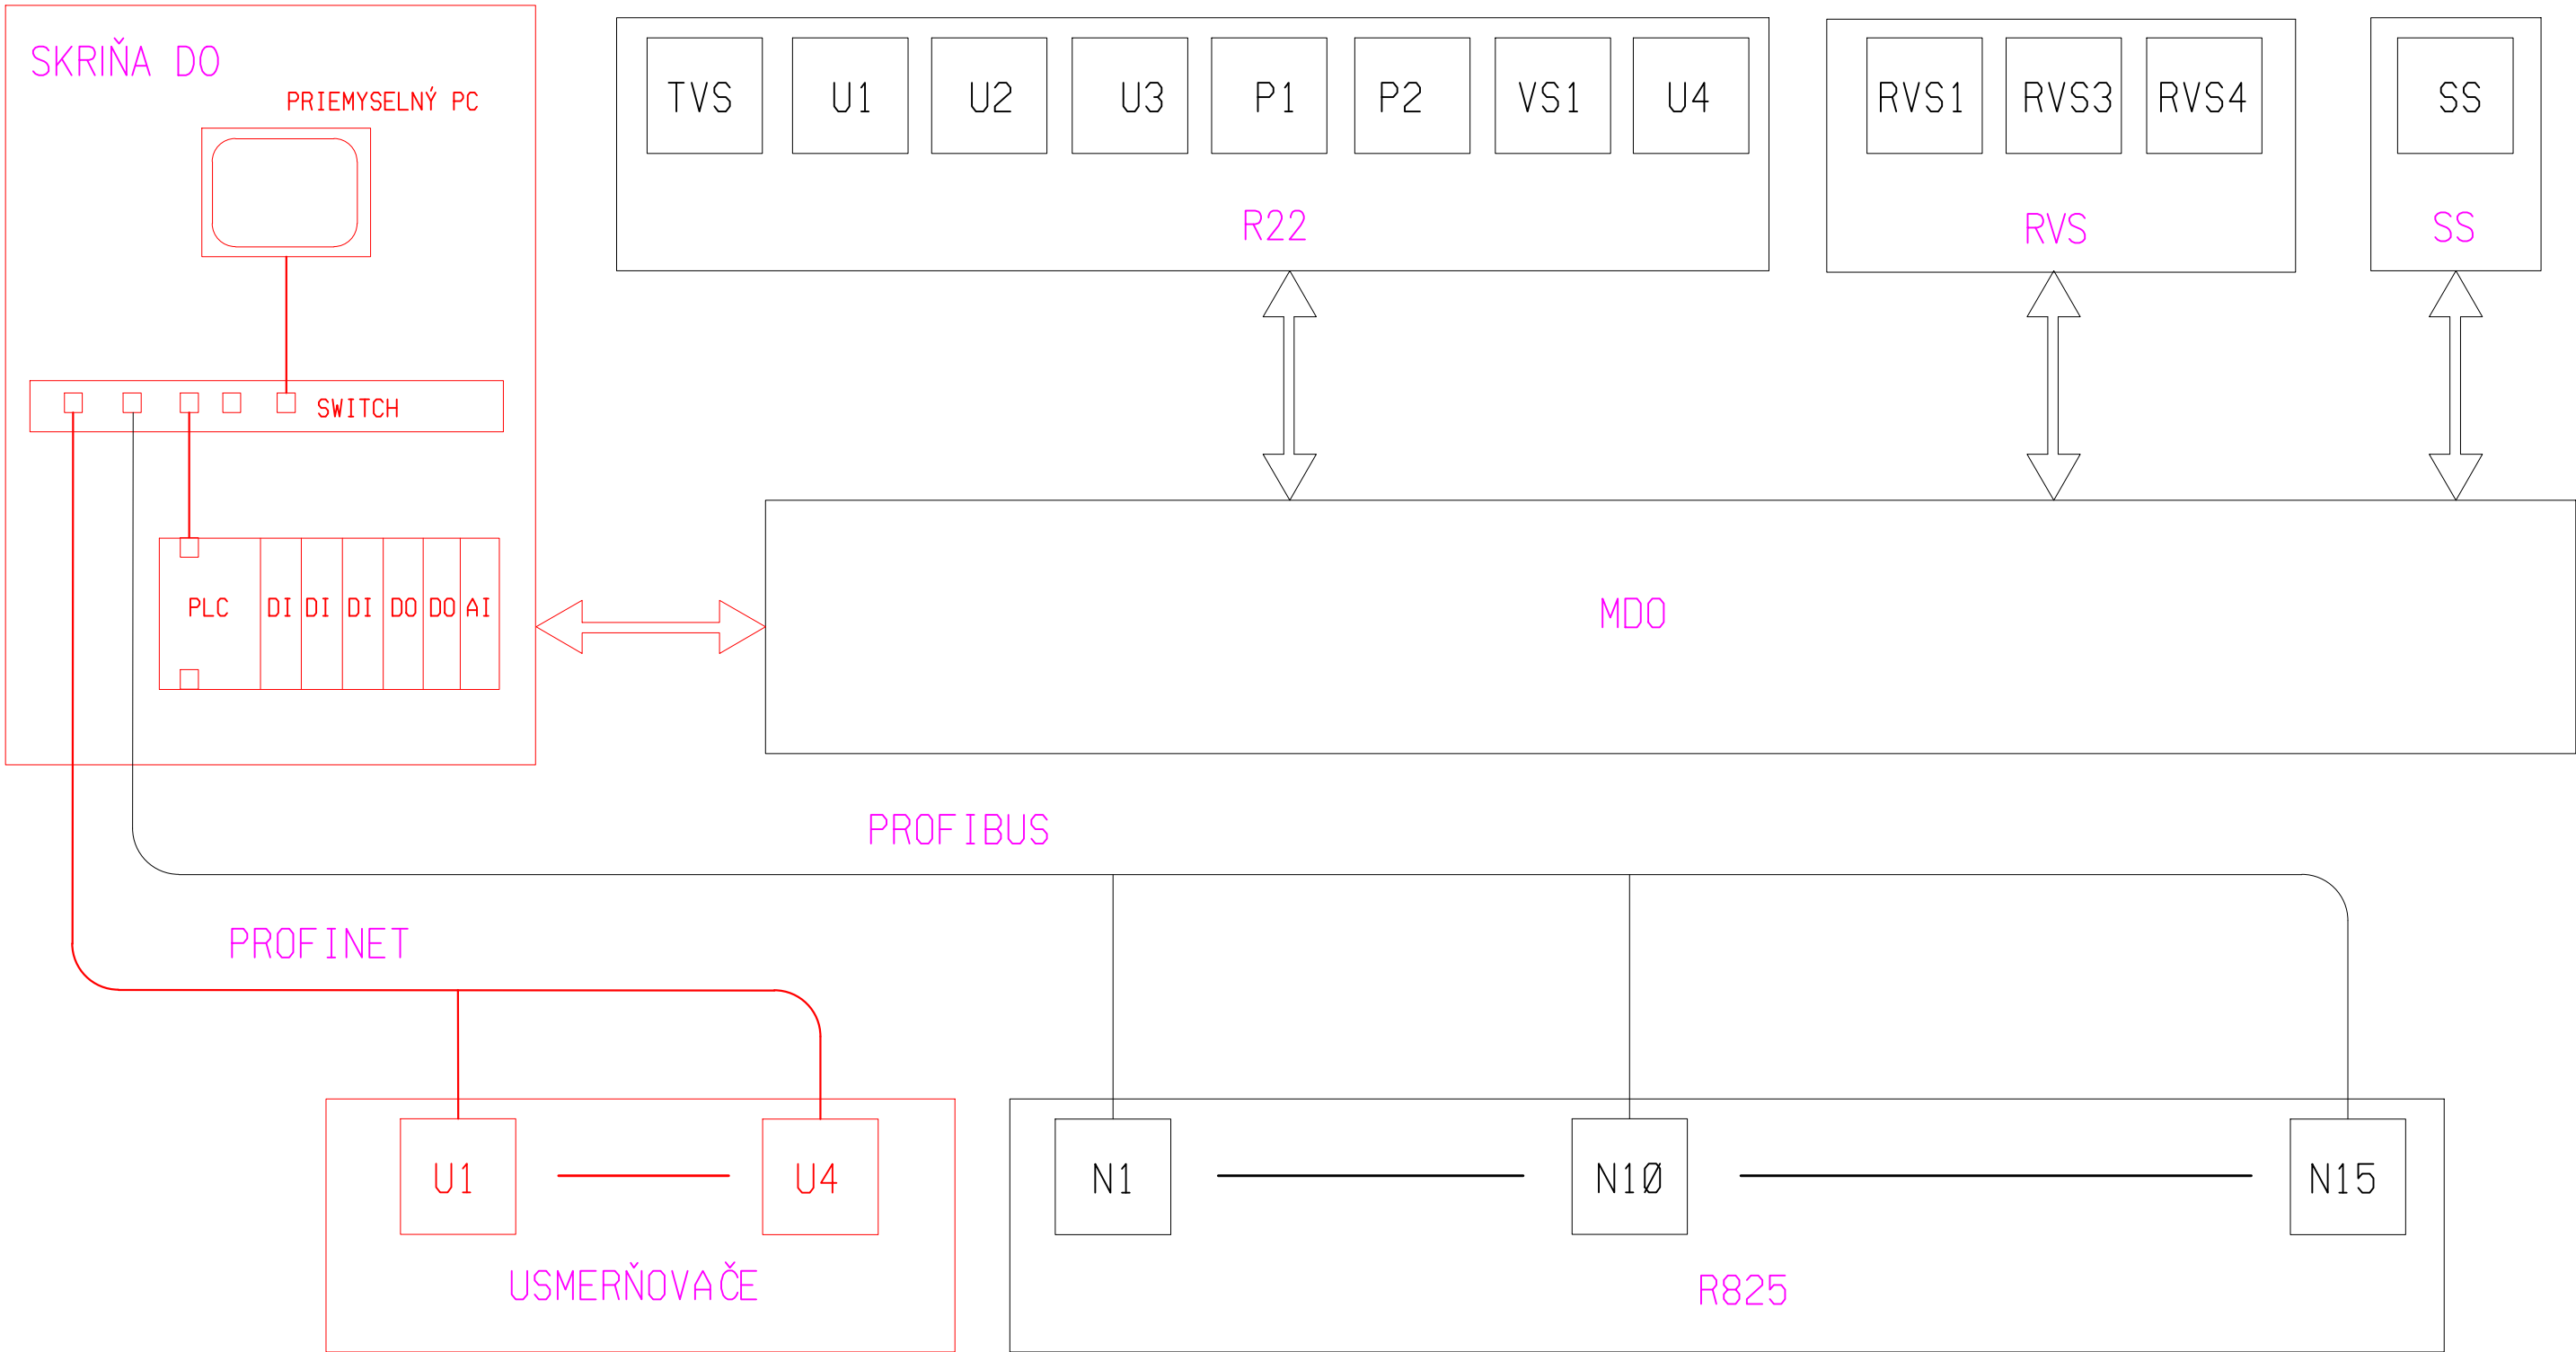 SKRIŇA DO
PRIEMYSELNÝ PC
SWITCH
PLC DI DI DI DO DO AI
TVS U1 U2 U3 P1 P2 VS1 U4
R22
RVS1 RVS3 RVS4
RVS
SS
SS
MDO
PROFIBUS
PROFINET
U1 U4
USMERŇOVAČE
N1 N10 N15
R825